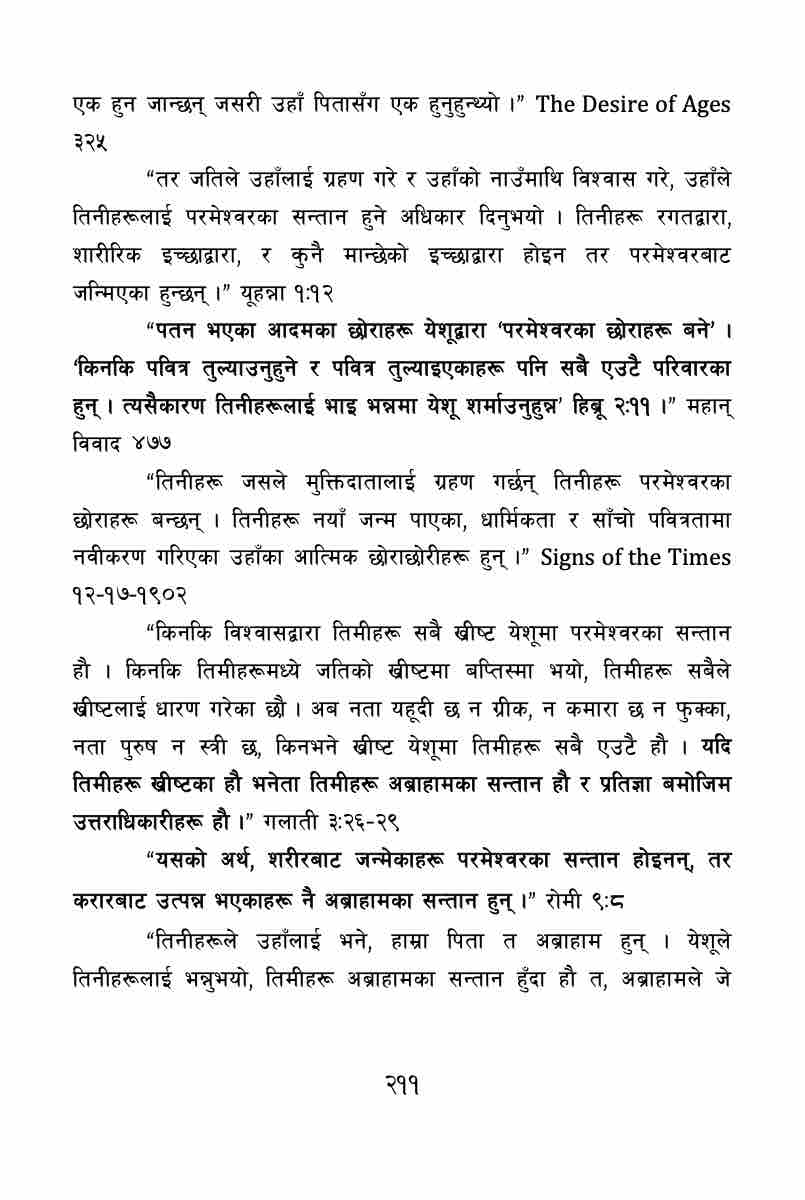 एक हुन जान्छन् जसरी उहाँ पितासँग एक हुनुहुन्थ्यो ।” The Desire of Ages
३२५
“तर जतिले उहाँलाई ग्रहण गरे र उहाँको नाउँमाथि विश्वास गरे, उहाँले
तिनीहरूलाई परमेश्वरका सन्तान हुने अधिकार दिनुभयो । तिनीहरू रगतद्वारा,
शारीरिक इच्छाद्वारा, र कुनै मान्छेको इच्छाद्वारा होइन तर परमेश्वरबाट
जन्मिएका हुन्छन् ।” यूहन्ना १:१२
“पतन भएका आदमका छोराहरू येशूद्वारा ‘परमेश्वरका छोराहरू बने’ ।
‘किनकि पवित्र तुल्याउनुहुने र पवित्र तुल्याइएकाहरू पनि सबै एउटै परिवारका
हुन् । त्यसैकारण तिनीहरूलाई भाइ भन्नमा येशू शर्माउनुहुन्न’ हिब्रू २:११ ।” महान्
विवाद ४७७
“तिनीहरू जसले मुक्तिदातालाई ग्रहण गर्छन् तिनीहरू परमेश्वरका
छोराहरू बन्छन् । तिनीहरू नयाँ जन्म पाएका, धार्मिकता र साँचो पवित्रतामा
नवीकरण गरिएका उहाँका आत्मिक छोराछोरीहरू हुन् ।” Signs of the Times
१२-१७-१९०२
“किनकि विश्वासद्वारा तिमीहरू सबै ख्रीष्ट येशूमा परमेश्वरका सन्तान
हौ । किनकि तिमीहरूमध्ये जतिको ख्रीष्टमा बप्तिस्मा भयो, तिमीहरू सबैले
ख्रीष्टलाई धारण गरेका छौ । अब नता यहूदी छ न ग्रीक, न कमारा छ न फुक्का,
नता पुरुष न स्त्री छ, किनभने ख्रीष्ट येशूमा तिमीहरू सबै एउटै हौ । यदि
तिमीहरू ख्रीष्टका हौ भनेता तिमीहरू अब्राहामका सन्तान हौ र प्रतिज्ञा बमोजिम
उत्तराधिकारीहरू हौ ।” गलाती ३:२६-२९
“यसको अर्थ, शरीरबाट जन्मेकाहरू परमेश्वरका सन्तान होइनन्, तर
करारबाट उत्पन्न भएकाहरू नै अब्राहामका सन्तान हुन् ।” रोमी ९:८
“तिनीहरूले उहाँलाई भने, हाम्रा पिता त अब्राहाम हुन् । येशूले
तिनीहरूलाई भन्नुभयो, तिमीहरू अब्राहामका सन्तान हुँदा हौ त, अब्राहामले जे
२११